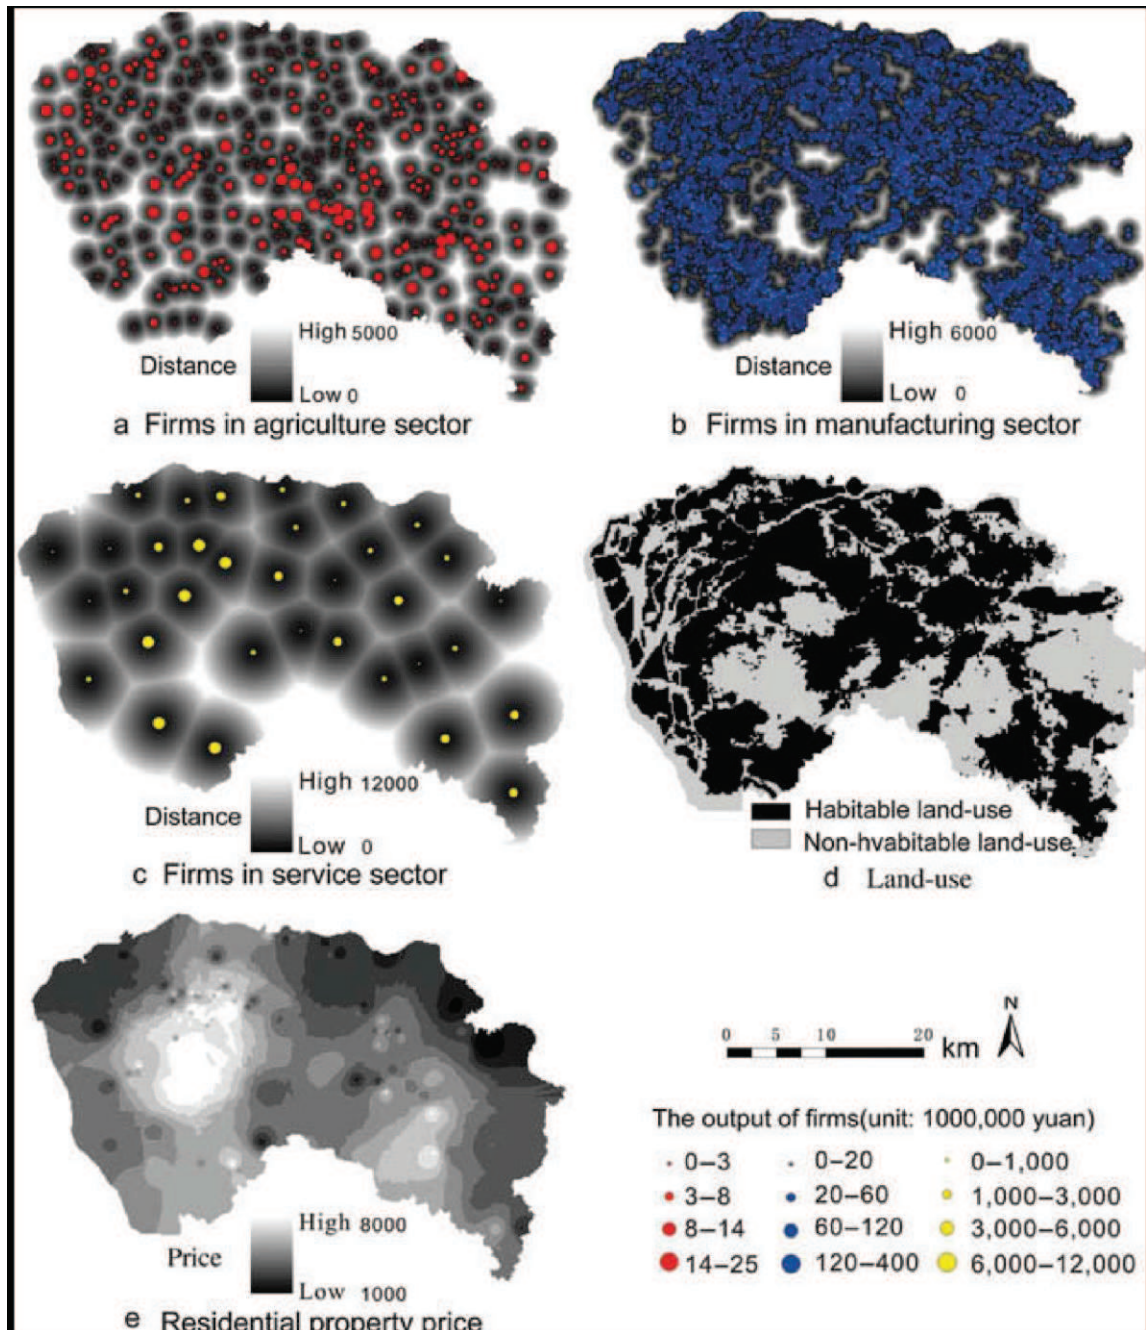 High 5000
Distance
Low 0
a Firms in agriculture sector
High 6000
Distance
Low 0
b Firms in manufacturing sector
High 12000
Distance
Low 0
c Firms in service sector
Habitable land-use
Non-hvabitable land-use
d Land-use
High 8000
Price
Low 1000
e Residential property price
N
0 5 10 20
km
The output of firms(unit: 1000,000 yuan)
0–3 0–20 0–1,000
3–8 20–60 1,000–3,000
8–14 60–120 3,000–6,000
14–25 120–400 6,000–12,000